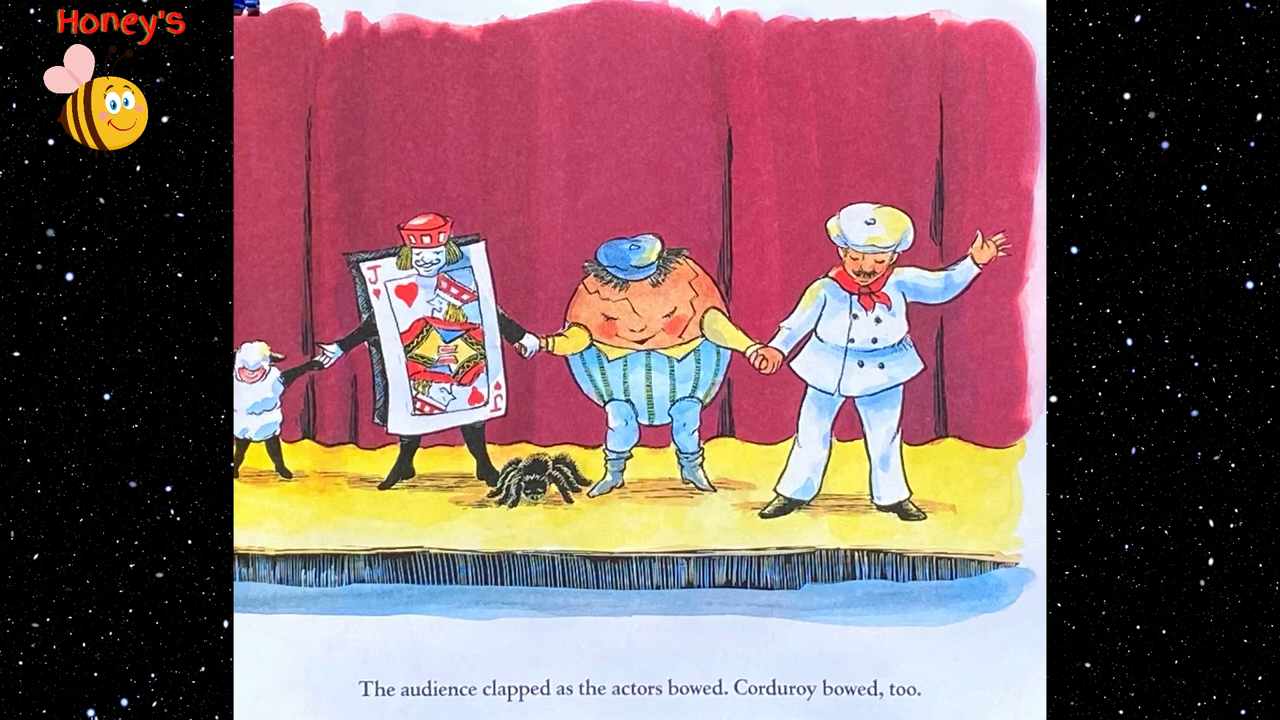 Honey's
J
The audience clapped as the actors bowed. Corduroy bowed, too.
J